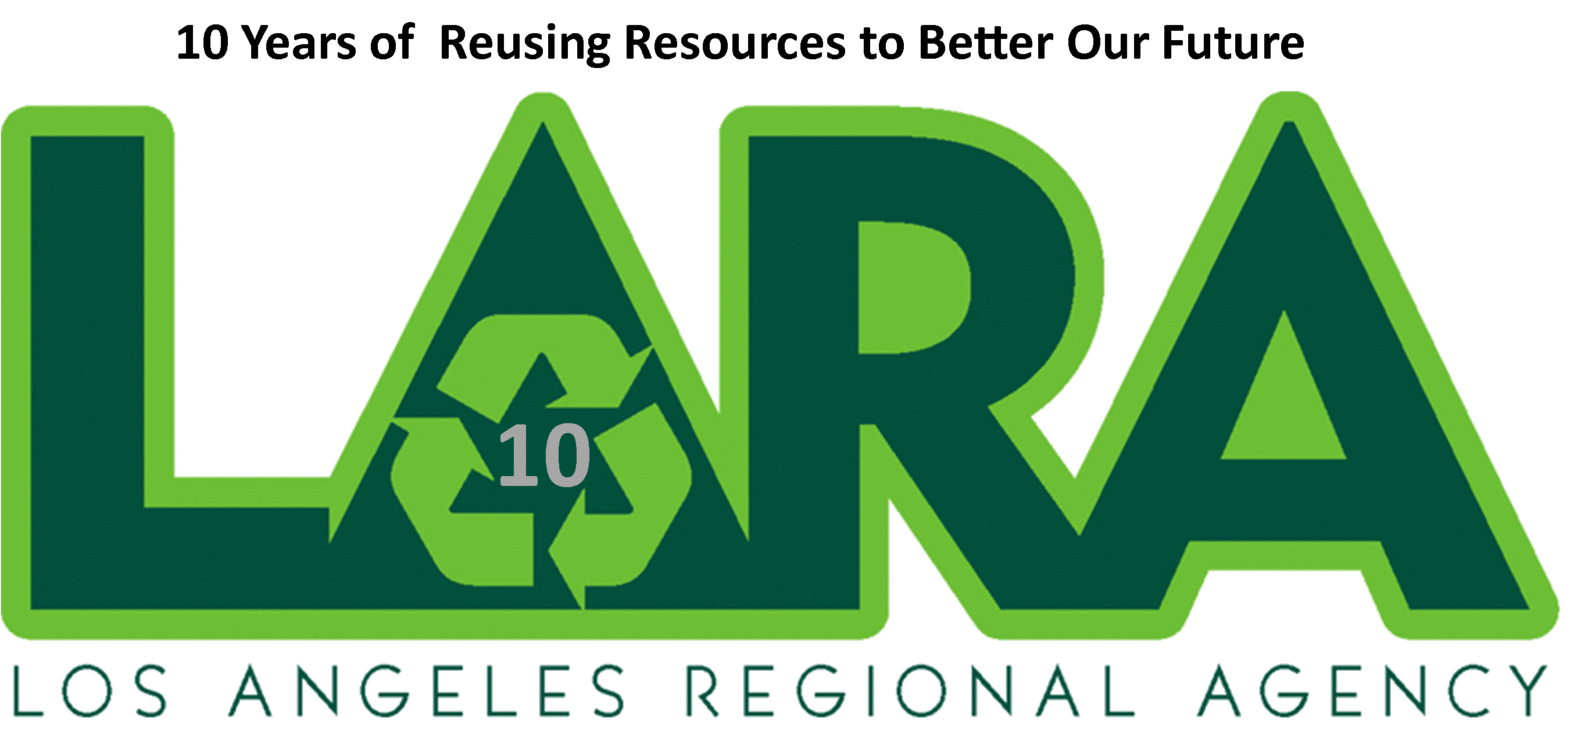 10 Years of  Reusing Resources to Better Our Future
LARA
10
LOS ANGELES REGIONAL AGENCY